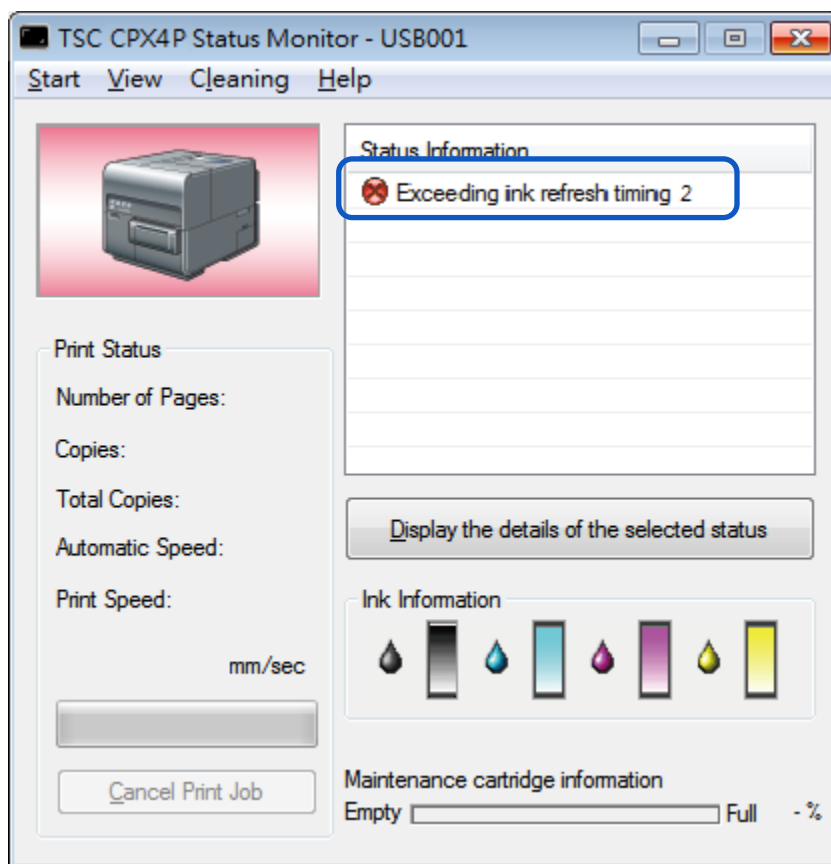 TSC CPX4P Status Monitor - USB001
Start View Cleaning Help
Status Information
Exceeding ink refresh timing 2
Print Status
Number of Pages:
Copies:
Total Copies:
Automatic Speed:
Print Speed:
mm/sec
Cancel Print Job
Display the details of the selected status
Ink Information
Maintenance cartridge information
Empty Full - %